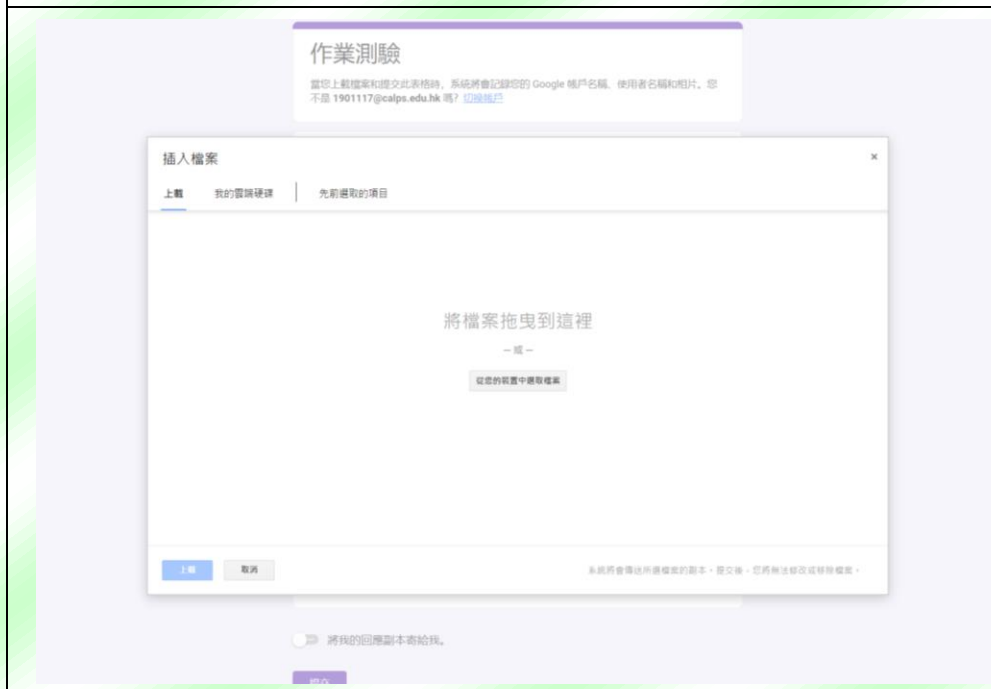 作業測驗
當您上載檔案和提交此表格時，系統將會記錄您的 Google 帳戶名稱、使用者名稱和相片。您
不是 1901117@calps.edu.hk 嗎？切換帳戶
插入檔案
×
上載 我的雲端硬碟 先前選取的項目
將檔案拖曳到這裡
– 或 –
從您的裝置中選取檔案
上載 取消
系統將會傳送所選檔案的副本。提交後，您將無法修改或移除檔案。
將我的回應副本寄給我。
提交